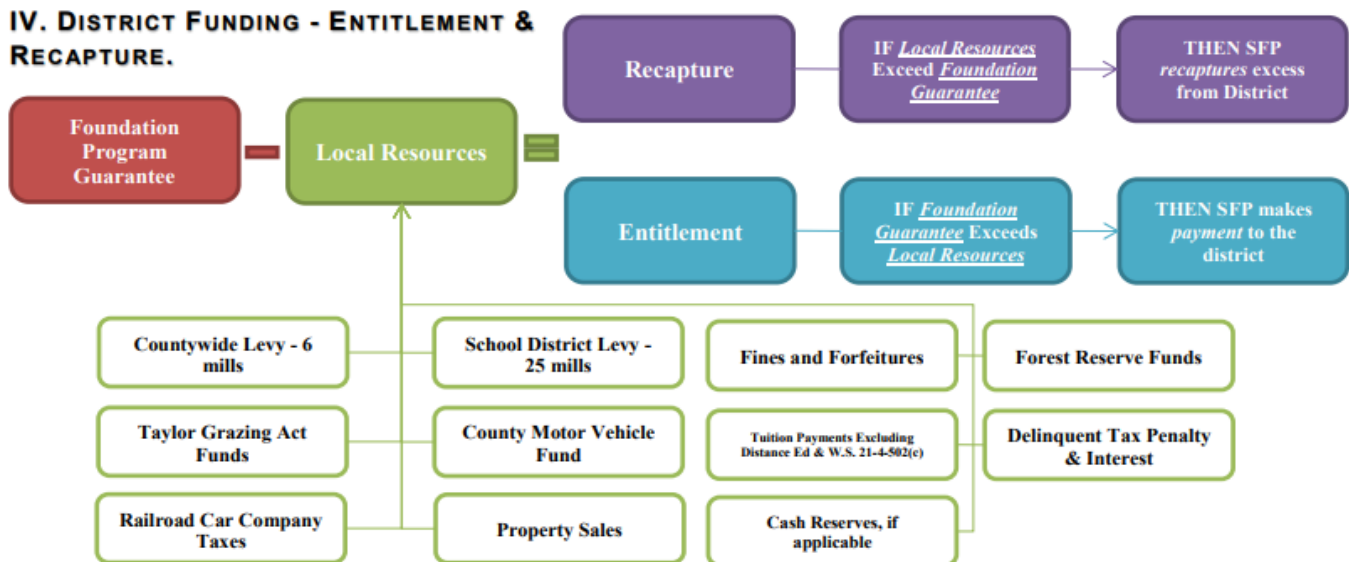 IV. DISTRICT FUNDING - ENTITLEMENT &
RECAPTURE.
Foundation
Program
Guarantee
Local Resources
Recapture
IF Local Resources
Exceed Foundation
Guarantee
THEN SFP
recaptures excess
from District
Entitlement
IF Foundation
Guarantee Exceeds
Local Resources
THEN SFP makes
payment to the
district
Countywide Levy - 6
mills
School District Levy -
25 mills
Fines and Forfeitures
Forest Reserve Funds
Taylor Grazing Act
Funds
County Motor Vehicle
Fund
Tuition Payments Excluding
Distance Ed & W.S. 21-4-502(c)
Delinquent Tax Penalty
& Interest
Railroad Car Company
Taxes
Property Sales
Cash Reserves, if
applicable